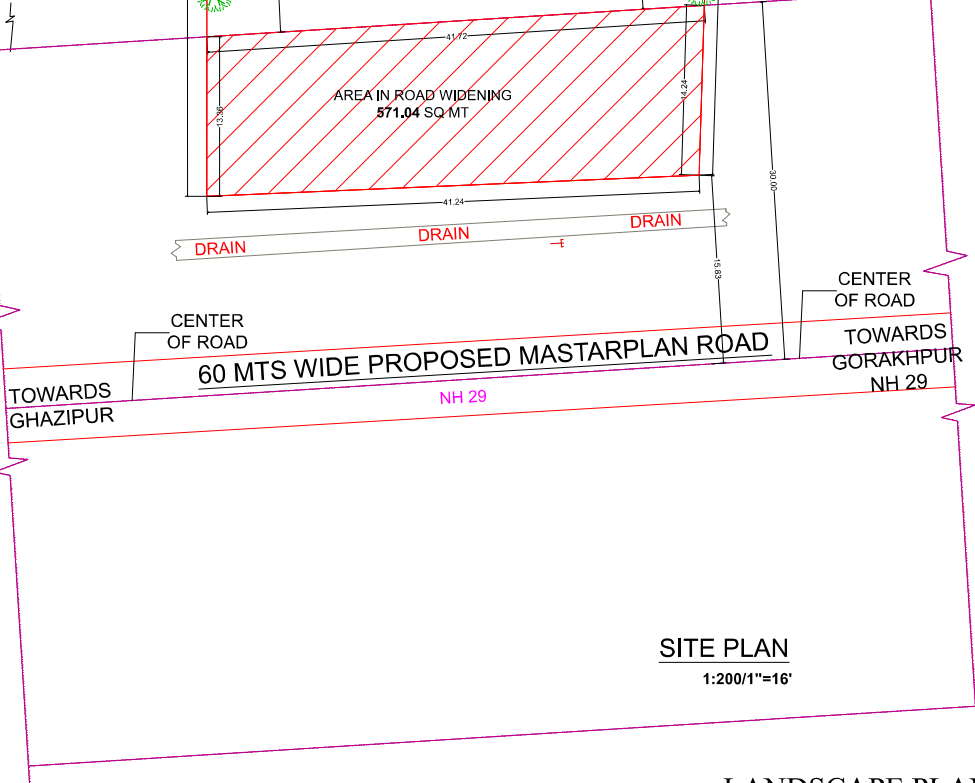 41.72
AREA IN ROAD WIDENING
571.04 SQ MT
13.36
14.24
30.00
41.24
DRAIN
DRAIN
DRAIN
15.83
CENTER
OF ROAD
CENTER
OF ROAD
60 MTS WIDE PROPOSED MASTARPLAN ROAD
TOWARDS
GORAKHPUR
NH 29
TOWARDS
GHAZIPUR
NH 29
SITE PLAN
1:200/1"=16'